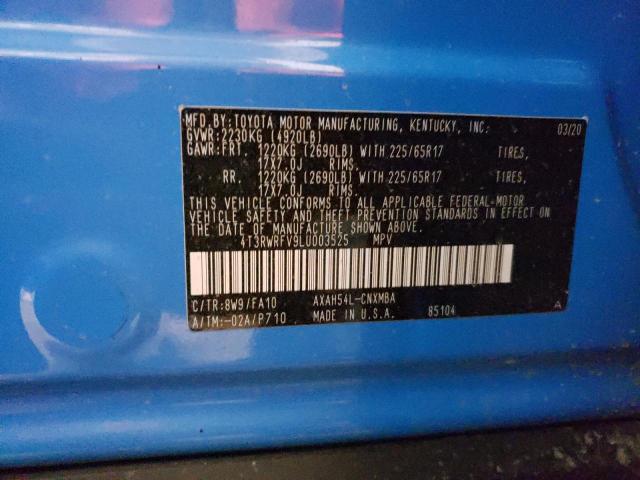 MFD.BY:TOYOTA MOTOR MANUFACTURING, KENTUCKY, INC. 03/20
GVWR:2230KG (4920LB)
GAWR:FRT 1220KG (2690LB) WITH 225/65R17 TIRES,
17X7.0J RIMS.
RR 1220KG (2690LB) WITH 225/65R17 TIRES,
17X7.0J RIMS.
THIS VEHICLE CONFORMS TO ALL APPLICABLE FEDERAL-MOTOR
VEHICLE SAFETY AND THEFT PREVENTION STANDARDS IN EFFECT ON
THE DATE OF MANUFACTURE SHOWN ABOVE.
4T3RWRFV9LU003525 MPV
C/TR:8W9/FA10 AXAH54L-CNXMBA
A/TM:-02A/P710 MADE IN U.S.A. 85104 A